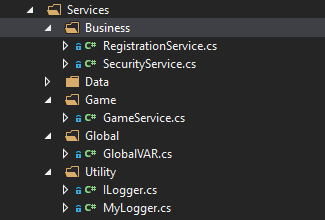 Services
Business
C# RegistrationService.cs
C# SecurityService.cs
Data
Game
C# GameService.cs
Global
C# GlobalVAR.cs
Utility
C# ILogger.cs
C# MyLogger.cs